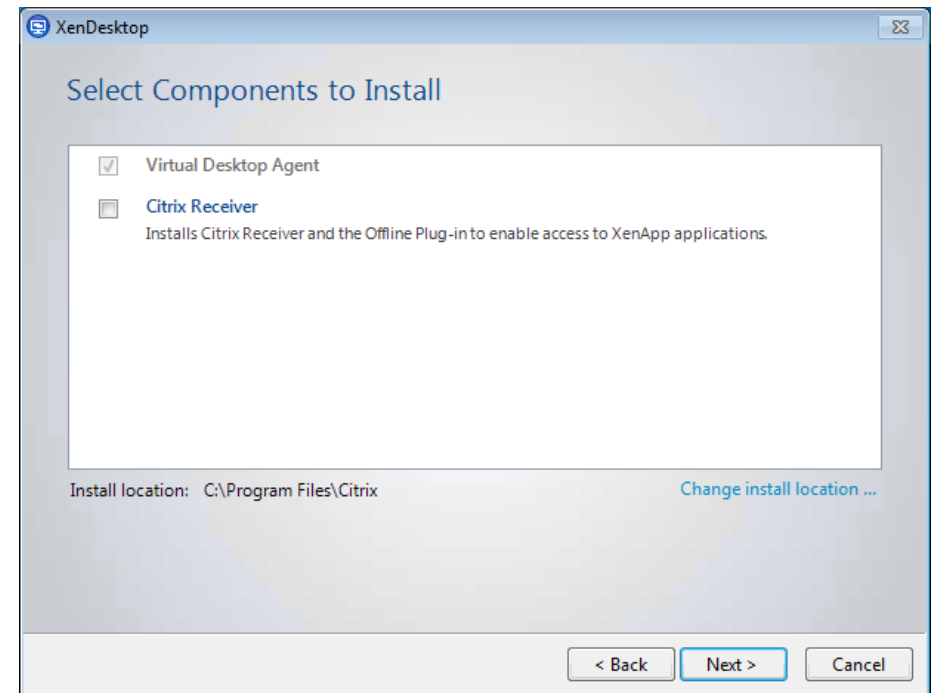 XenDesktop
Select Components to Install
Virtual Desktop Agent
Citrix Receiver
Installs Citrix Receiver and the Offline Plug-in to enable access to XenApp applications.
Install location: C:\Program Files\Citrix Change install location ...
< Back Next > Cancel